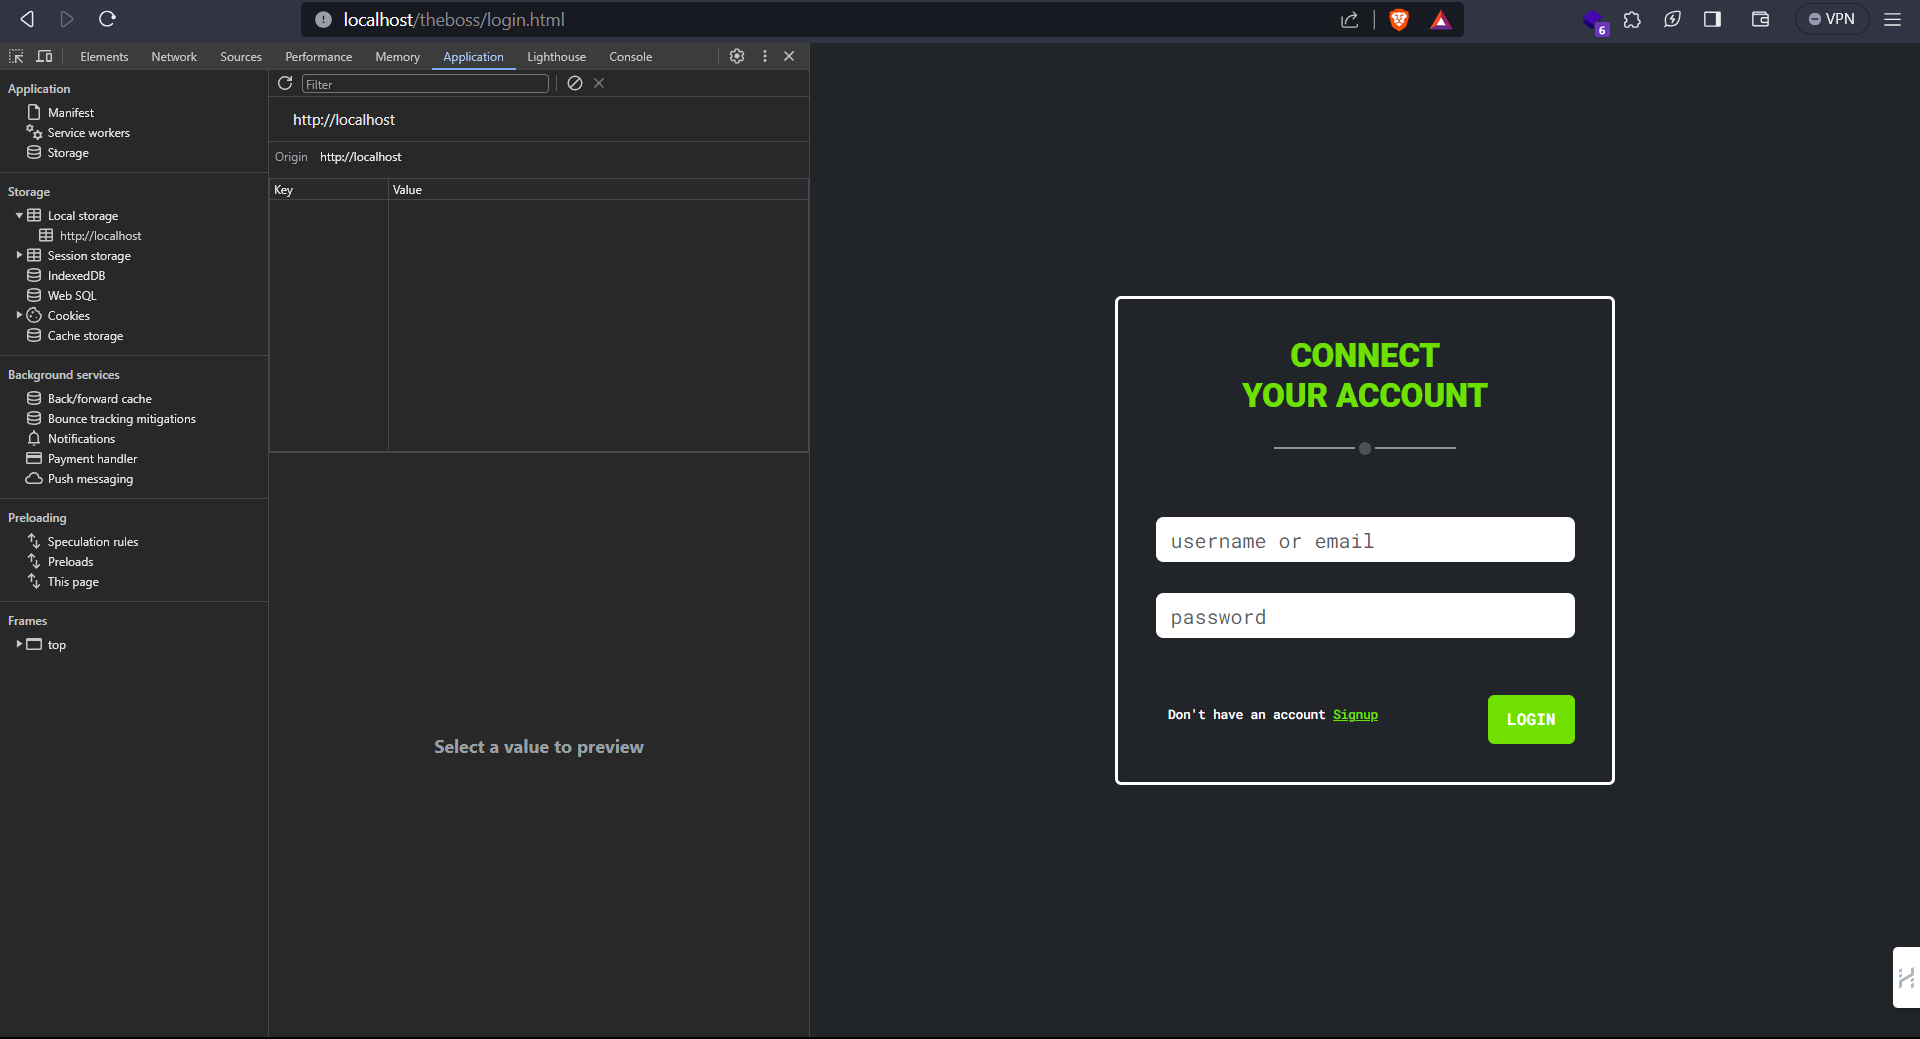 localhost/theboss/login.html
6
VPN
Elements Network Sources Performance Memory Application Lighthouse Console
Application
Manifest
Service workers
Storage
Storage
Local storage
http://localhost
Session storage
IndexedDB
Web SQL
Cookies
Cache storage
Background services
Back/forward cache
Bounce tracking mitigations
Notifications
Payment handler
Push messaging
Preloading
Speculation rules
Preloads
This page
Frames
top
Filter
http://localhost
Origin http://localhost
Key Value
Select a value to preview
CONNECT
YOUR ACCOUNT
username or email
password
Don't have an account Signup
LOGIN